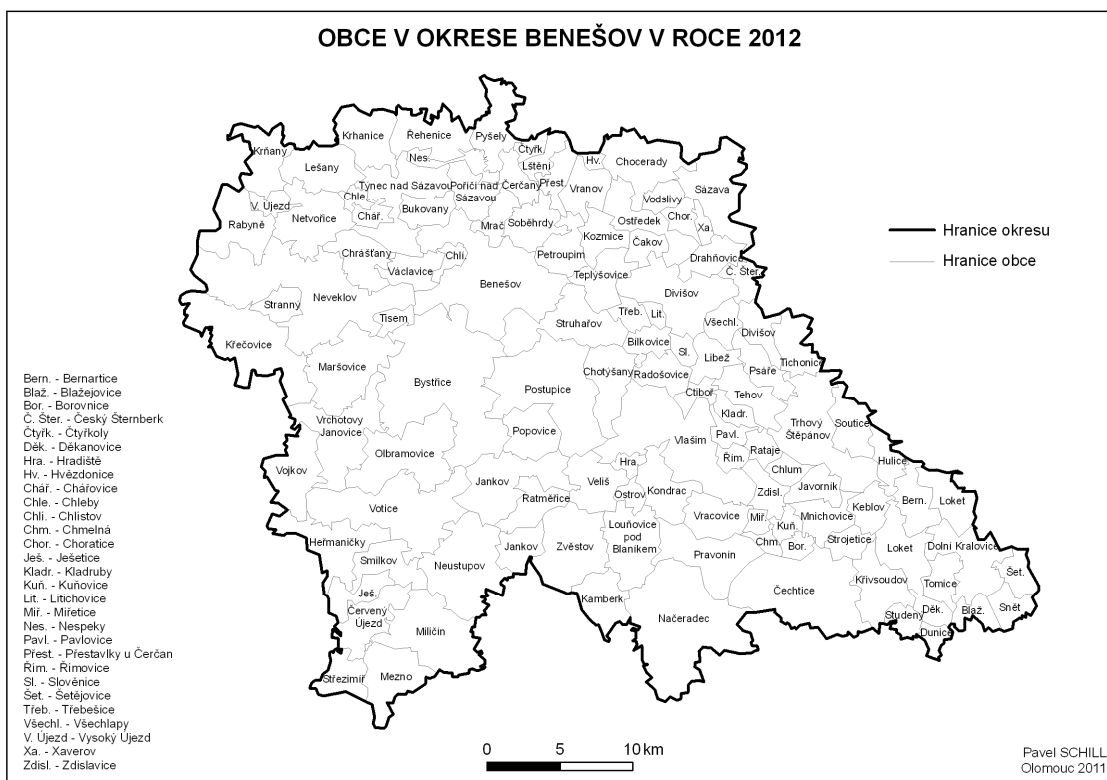 OBCE V OKRESE BENEŠOV V ROCE 2012
Krňany
Krhanice
Řehenice
Pyšely
Čtyřk.
Lešany
Nes.
Lštění
Hv.
Chocerady
Týnec nad Sázavou
Poříčí nad
Sázavou
Čerčany
Přest.
Vranov
Sázava
V. Újezd
Chle.
Vodslivy
Rabyně
Netvořice
Chář.
Bukovany
Mrač
Soběhrdy
Ostředek
Chor.
Xa.
Kozmice
Čakov
Chrášťany
Chli.
Petroupim
Drahňovice
Václavice
Benešov
Teplýšovice
Č. Šter.
Stranný
Neveklov
Divišov
Tisem
Struhařov
Třeb.
Lit.
Všechl.
Divišov
Křečovice
Bílkovice
Sl.
Libež
Tichonice
Maršovice
Bystřice
Chotýšany
Radošovice
Psáře
Postupice
Ctiboř
Tehov
Vrchotovy
Janovice
Popovice
Kladr.
Trhový
Štěpánov
Soutice
Olbramovice
Vlašim
Pavl.
Řím.
Rataje
Vojkov
Hra.
Chlum
Hulice
Jankov
Veliš
Ostrov
Kondrac
Zdisl.
Javorník
Ratměřice
Bern.
Loket
Votice
Louňovice
pod
Blaníkem
Vracovice
Miř.
Mnichovice
Keblov
Kuň.
Heřmaničky
Jankov
Zvěstov
Chm.
Bor.
Strojetice
Loket
Dolní Kralovice
Smilkov
Neustupov
Pravonín
Šet.
Křivsoudov
Tomice
Ješ.
Kamberk
Čechtice
Červený
Újezd
Načeradec
Studený
Děk.
Blaž.
Snět
Miličín
Dunice
Střezimíř
Mezno
Hranice okresu
Hranice obce
Bern. - Bernartice
Blaž. - Blažejovice
Bor. - Borovnice
Č. Šter. - Český Šternberk
Čtyřk. - Čtyřkoly
Děk. - Děkanovice
Hra. - Hradiště
Hv. - Hvězdonice
Chář. - Chářovice
Chle. - Chleby
Chli. - Chlistov
Chm. - Chmelná
Chor. - Choratice
Ješ. - Ješetice
Kladr. - Kladruby
Kuň. - Kuňovice
Lit. - Litichovice
Miř. - Miřetice
Nes. - Nespeky
Pavl. - Pavlovice
Přest. - Přestavlky u Čerčan
Řím. - Římovice
Sl. - Slověnice
Šet. - Šetějovice
Třeb. - Třebešice
Všechl. - Všechlapy
V. Újezd - Vysoký Újezd
Xa. - Xaverov
Zdisl. - Zdislavice
0 5 10 km
Pavel SCHILL
Olomouc 2011